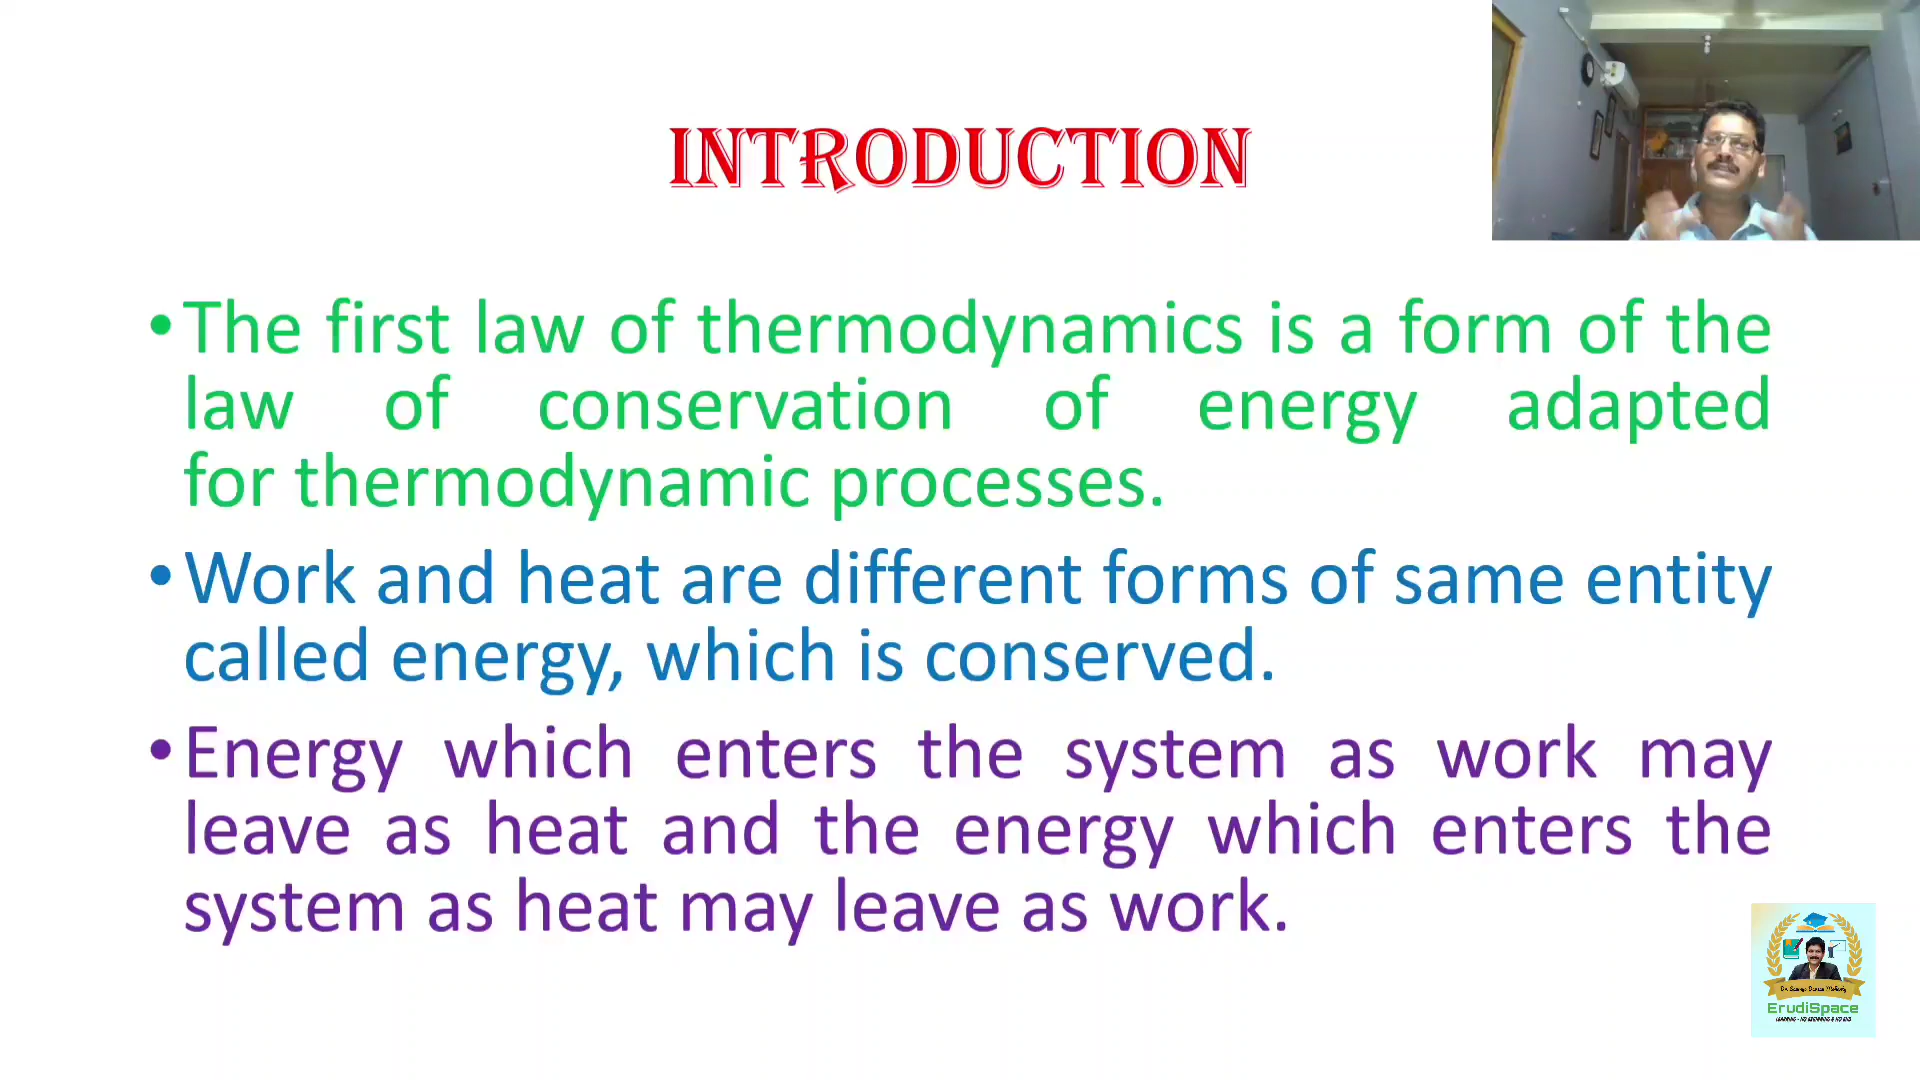 INTRODUCTION
• The first law of thermodynamics is a form of the
law of conservation of energy adapted
for thermodynamic processes.
• Work and heat are different forms of same entity
called energy, which is conserved.
• Energy which enters the system as work may
leave as heat and the energy which enters the
system as heat may leave as work.
ErudiSpace